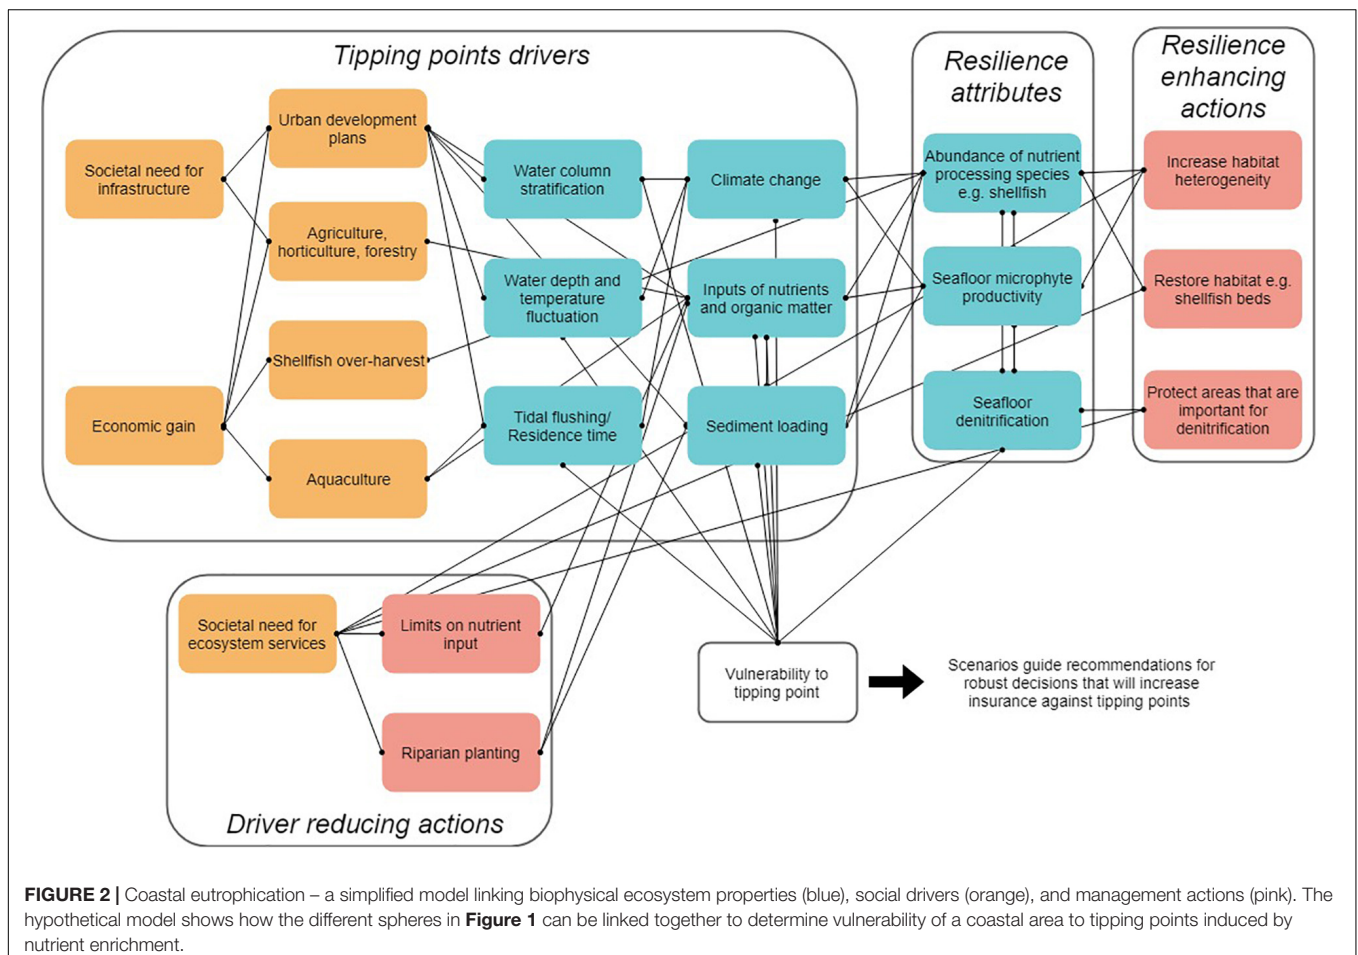 Tipping points drivers
Resilience
attributes
Resilience
enhancing
actions
Urban development
plans
Societal need for
infrastructure
Agriculture,
horticulture, forestry
Shellfish over-harvest
Economic gain
Aquaculture
Water column
stratification
Water depth and
temperature
fluctuation
Tidal flushing/
Residence time
Climate change
Inputs of nutrients
and organic matter
Sediment loading
Abundance of nutrient
processing species
e.g. shellfish
Seafloor microphyte
productivity
Seafloor
denitrification
Increase habitat
heterogeneity
Restore habitat e.g.
shellfish beds
Protect areas that are
important for
denitrification
Societal need for
ecosystem services
Limits on nutrient
input
Riparian planting
Driver reducing actions
Vulnerability to
tipping point
Scenarios guide recommendations for
robust decisions that will increase
insurance against tipping points
FIGURE 2 | Coastal eutrophication – a simplified model linking biophysical ecosystem properties (blue), social drivers (orange), and management actions (pink). The
hypothetical model shows how the different spheres in Figure 1 can be linked together to determine vulnerability of a coastal area to tipping points induced by
nutrient enrichment.